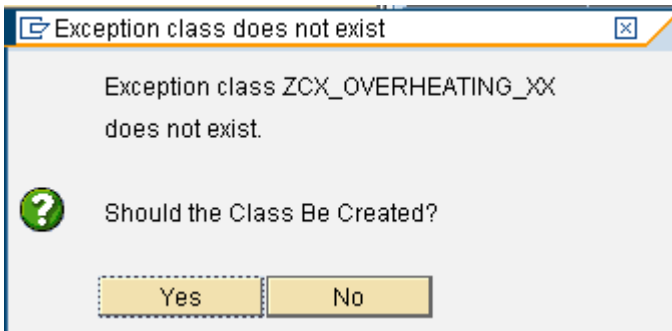 Exception class does not exist
Exception class ZCX_OVERHEATING_XX
does not exist.
Should the Class Be Created?
Yes
No